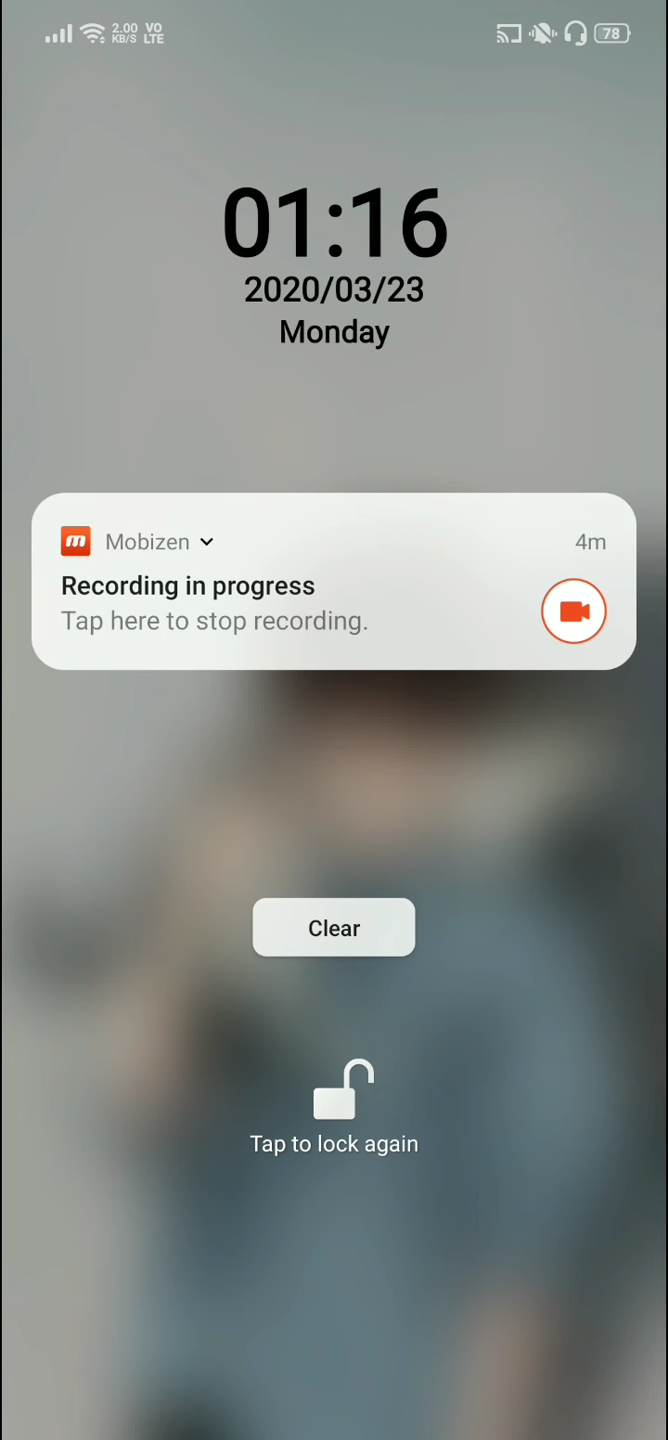 2.00 KB/S VO LTE 78
01:16
2020/03/23
Monday
m Mobizen 4m
Recording in progress
Tap here to stop recording.
Clear
Tap to lock again